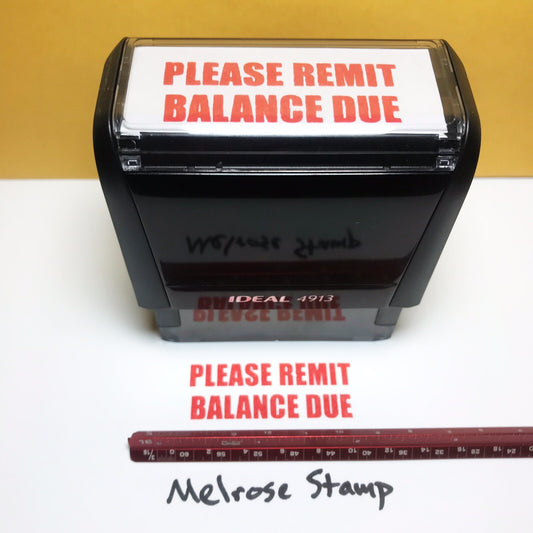 PLEASE REMIT
BALANCE DUE
IDEAL 4913
PLEASE REMIT
BALANCE DUE
Melrose Stamp